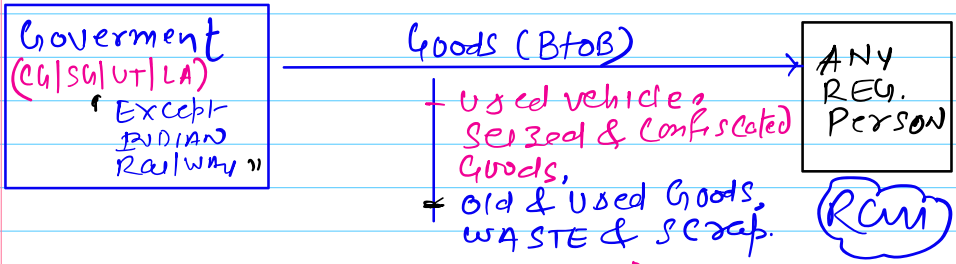 Goverment
(CG|SG|UT|LA)
"Except
INDIAN
Railway"
Goods (BtoB)
Used vehicles
Seized & Confiscated
Goods,
Old & Used Goods,
WASTE & Scrap.
ANY
REG.
PERSON
RCM